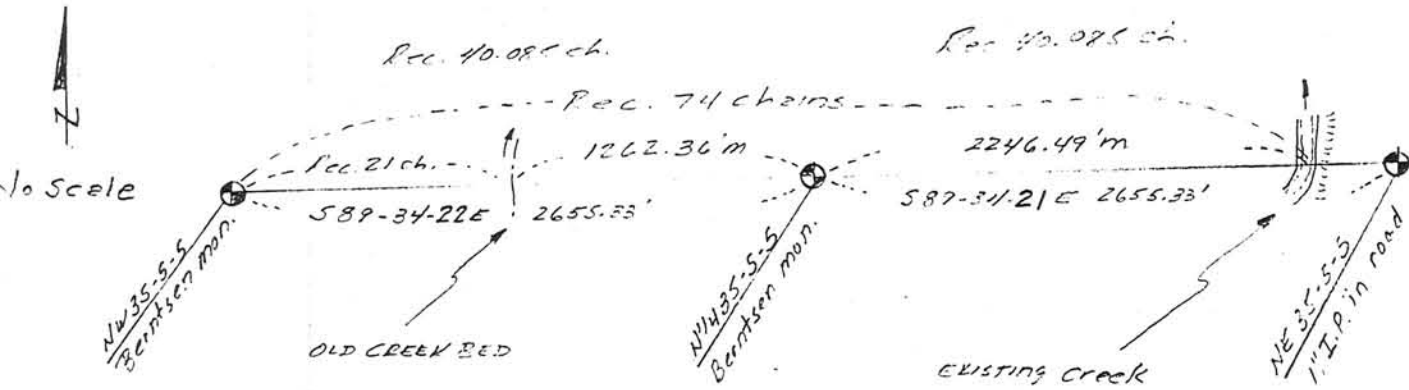 Rec. 40.085 ch.
Rec 40.085 ch.
Rec. 74 chains
Z
Rec. 21 ch.
1262.36'm
2246.49'm
No Scale
S89-34-22E 2655.33'
S89-34-21E 2655.33'
NW 35-5-5
Berntsen mon.
N1/4 35-5-5
Berntsen mon.
NE 35-5-5
1" I.P. in road
OLD CREEK BED
EXISTING Creek